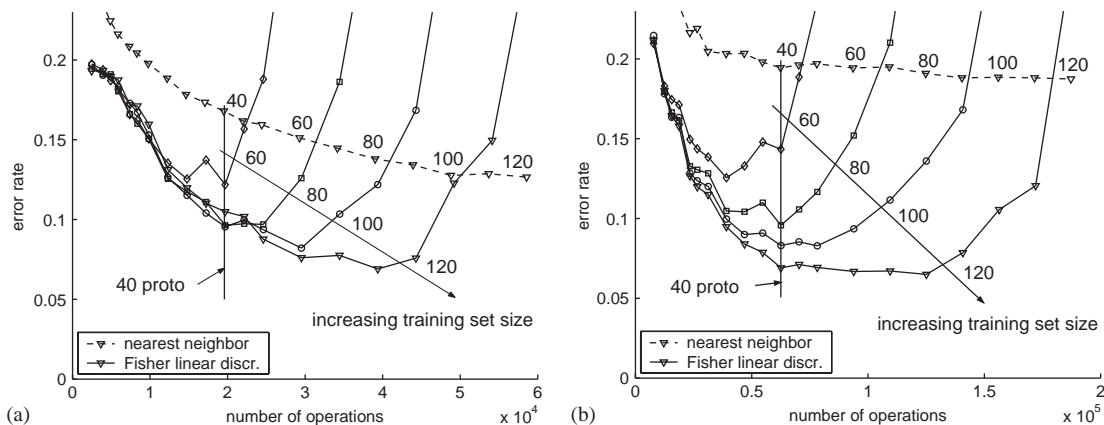 0.2
0.15
0.1
0.05
0
error rate
40
60
80
100
120
60
80
100
120
40 proto
increasing training set size
nearest neighbor
Fisher linear discr.
0 1 2 3 4 5 6
number of operations
x 10^4
(a)
0.2
0.15
0.1
0.05
0
error rate
40
60
80
100
120
60
80
100
120
40 proto
increasing training set size
nearest neighbor
Fisher linear discr.
0.5 1 1.5 2
number of operations
x 10^5
(b)